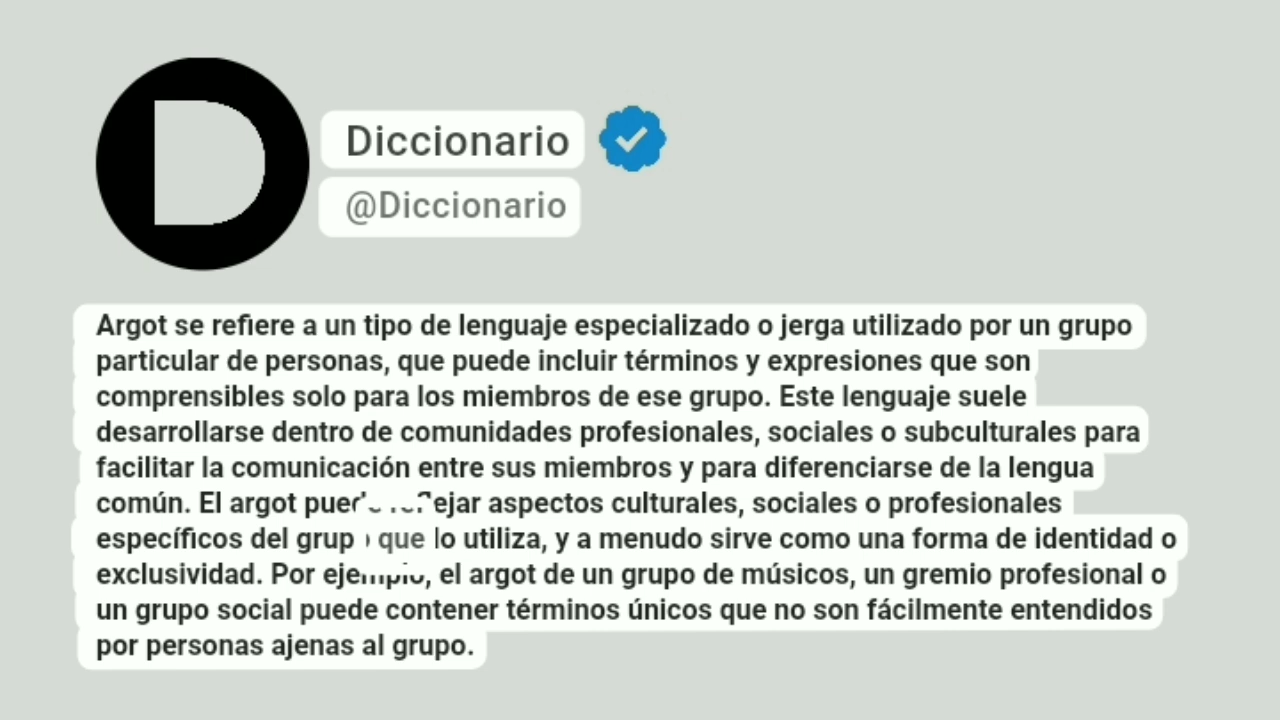 D
Diccionario
@Diccionario
Argot se refiere a un tipo de lenguaje especializado o jerga utilizado por un grupo
particular de personas, que puede incluir términos y expresiones que son
comprensibles solo para los miembros de ese grupo. Este lenguaje suele
desarrollarse dentro de comunidades profesionales, sociales o subculturales para
facilitar la comunicación entre sus miembros y para diferenciarse de la lengua
común. El argot puede reflejar aspectos culturales, sociales o profesionales
específicos del grupo que lo utiliza, y a menudo sirve como una forma de identidad o
exclusividad. Por ejemplo, el argot de un grupo de músicos, un gremio profesional o
un grupo social puede contener términos únicos que no son fácilmente entendidos
por personas ajenas al grupo.